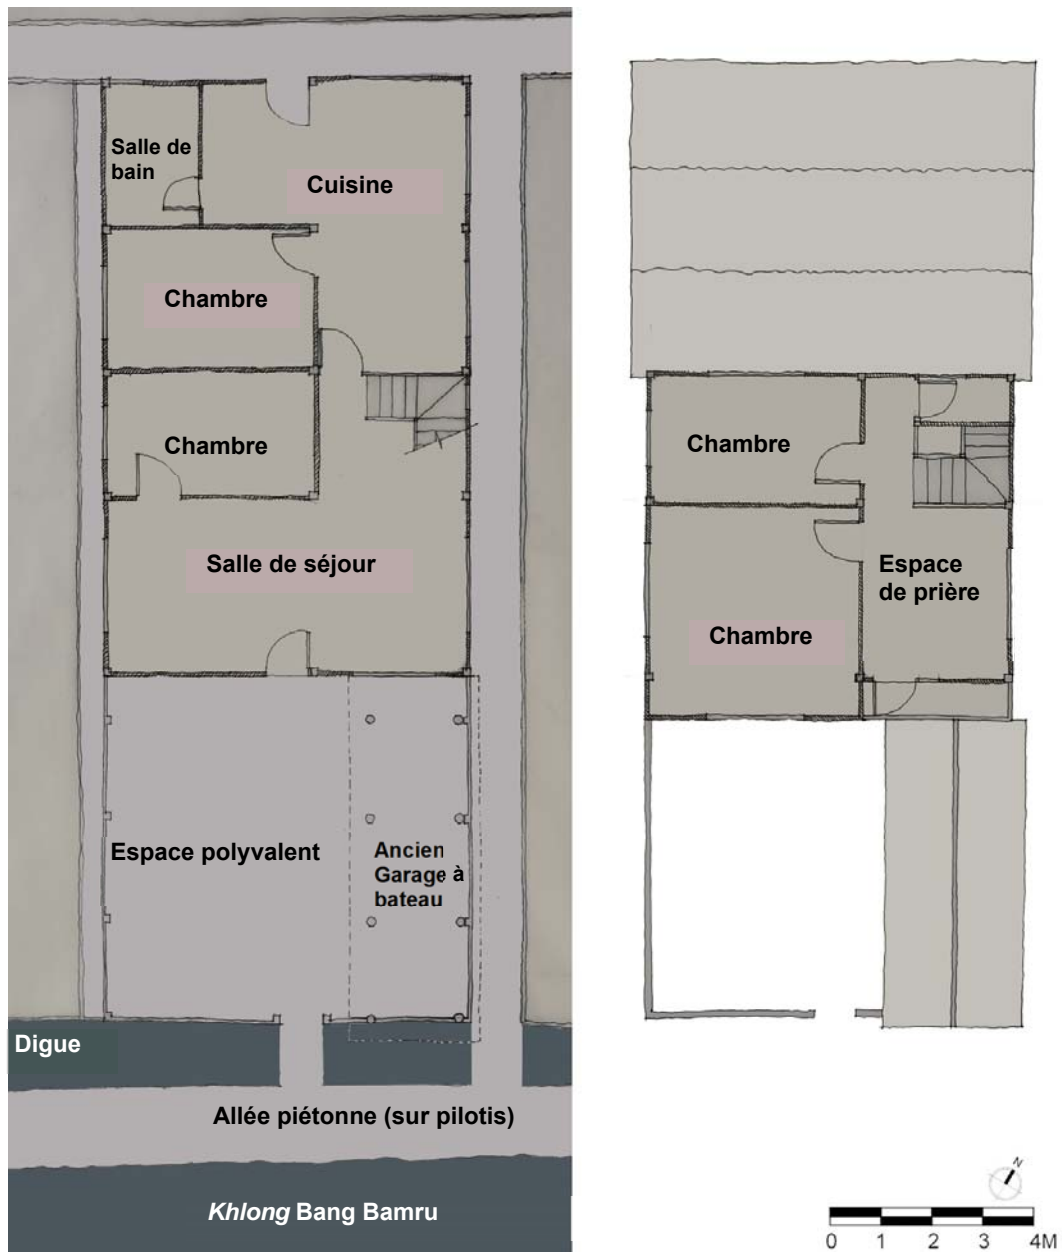 Salle de
bain
Cuisine
Chambre
Chambre
Salle de séjour
Espace polyvalent
Ancien
Garage à
bateau
Digue
Allée piétonne (sur pilotis)
Khlong Bang Bamru
Chambre
Espace
de prière
Chambre
N
0 1 2 3 4M